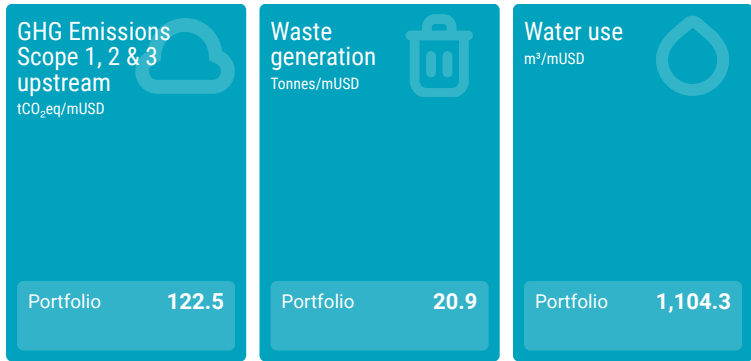 GHG Emissions
Scope 1, 2 & 3
upstream
tCO₂eq/mUSD
Portfolio 122.5
Waste
generation
Tonnes/mUSD
Portfolio 20.9
Water use
m³/mUSD
Portfolio 1,104.3